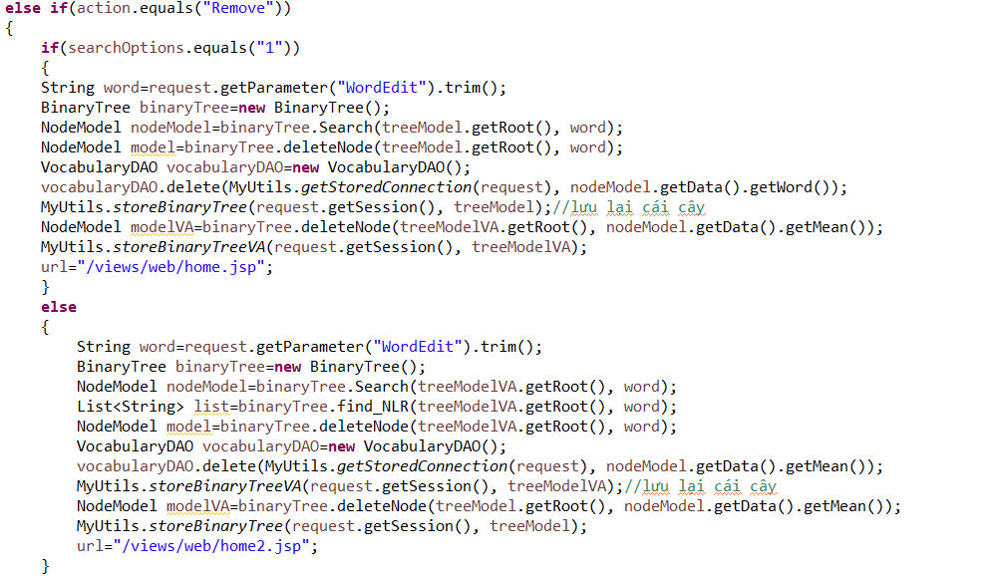 else if(action.equals("Remove"))
{
if(searchOptions.equals("1"))
{
String word=request.getParameter("WordEdit").trim();
BinaryTree binaryTree=new BinaryTree();
NodeModel nodeModel=binaryTree.Search(treeModel.getRoot(), word);
NodeModel model=binaryTree.deleteNode(treeModel.getRoot(), word);
VocabularyDAO vocabularyDAO=new VocabularyDAO();
vocabularyDAO.delete(MyUtils.getStoredConnection(request), nodeModel.getData().getWord());
MyUtils.storeBinaryTree(request.getSession(), treeModel);//lưu lại cái cây
NodeModel modelVA=binaryTree.deleteNode(treeModelVA.getRoot(), nodeModel.getData().getMean());
MyUtils.storeBinaryTreeVA(request.getSession(), treeModelVA);
url="/views/web/home.jsp";
}
else
{
String word=request.getParameter("WordEdit").trim();
BinaryTree binaryTree=new BinaryTree();
NodeModel nodeModel=binaryTree.Search(treeModelVA.getRoot(), word);
List<String> list=binaryTree.find_NLR(treeModelVA.getRoot(), word);
NodeModel model=binaryTree.deleteNode(treeModelVA.getRoot(), word);
VocabularyDAO vocabularyDAO=new VocabularyDAO();
vocabularyDAO.delete(MyUtils.getStoredConnection(request), nodeModel.getData().getMean());
MyUtils.storeBinaryTreeVA(request.getSession(), treeModelVA);//lưu lại cái cây
NodeModel modelVA=binaryTree.deleteNode(treeModel.getRoot(), nodeModel.getData().getMean());
MyUtils.storeBinaryTree(request.getSession(), treeModel);
url="/views/web/home2.jsp";
}